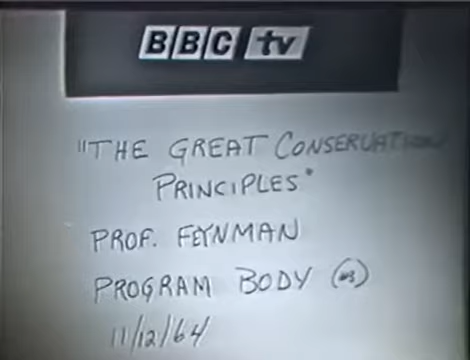 BBC tv
"THE GREAT CONSERVATION
PRINCIPLES"
PROF. FEYNMAN
PROGRAM BODY
11/12/64